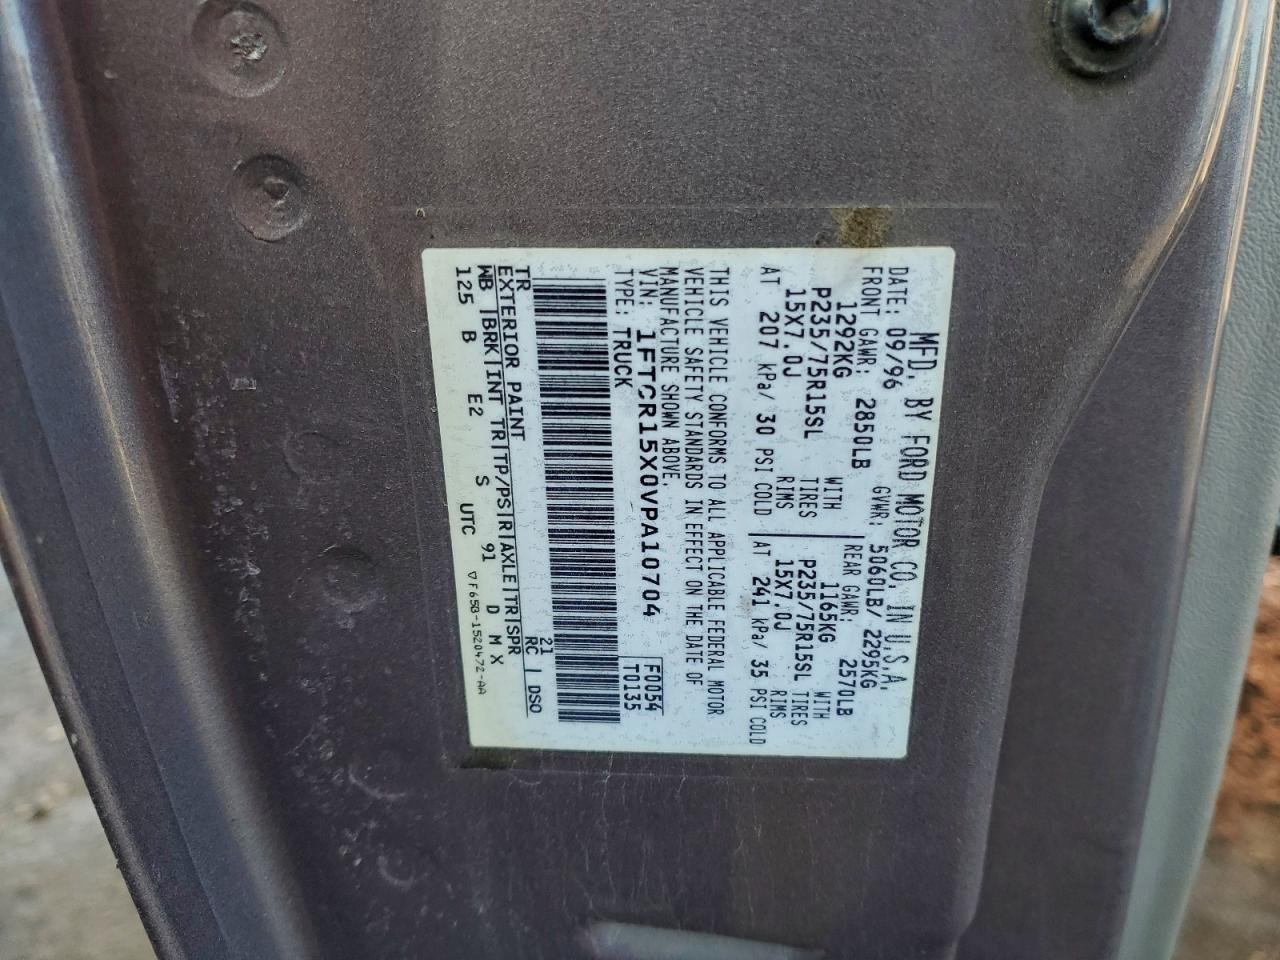 MFD. BY FORD MOTOR CO. IN U.S.A.
DATE: 09/96 GVWR: 5060LB/ 2295KG
FRONT GAWR: 2850LB REAR GAWR: 2570LB
1292KG WITH 1165KG WITH
P235/75R15SL TIRES P235/75R15SL TIRES
15X7.0J RIMS 15X7.0J RIMS
AT 207 kPa/ 30 PSI COLD AT 241 kPa/ 35 PSI COLD
THIS VEHICLE CONFORMS TO ALL APPLICABLE FEDERAL MOTOR
VEHICLE SAFETY STANDARDS IN EFFECT ON THE DATE OF
MANUFACTURE SHOWN ABOVE.
VIN: 1FTCR15X0VPA10704 F0054
TYPE: TRUCK T0135
TR 21
EXTERIOR PAINT RC DSO
WB BRK INT TR TP/PS R AXLE TR SPR
125 B E2 S 91 D M X
UTC ▽F65B-1520472-AA